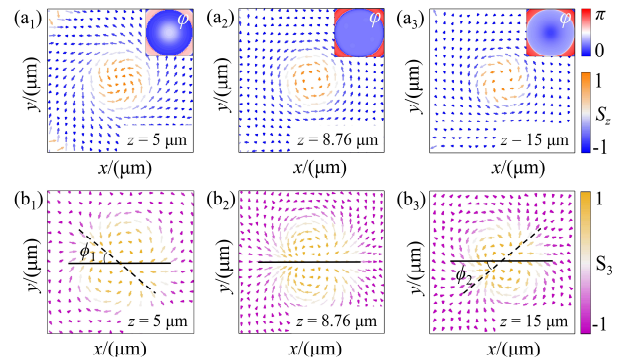 (a₁) φ (a₂) φ (a₃) φ π
0
y/(μm) y/(μm) y/(μm) 1
S_z
z = 5 μm z = 8.76 μm z − 15 μm -1
x/(μm) x/(μm) x/(μm)
(b₁) (b₂) (b₃) 1
y/(μm) ϕ₁ y/(μm) y/(μm) ϕ₂ S₃
z = 5 μm z = 8.76 μm z = 15 μm -1
x/(μm) x/(μm) x/(μm)